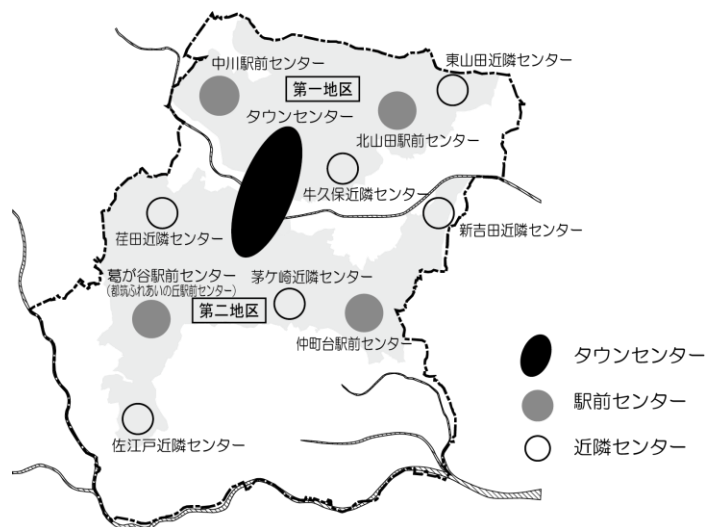 東山田近隣センター
中川駅前センター
第一地区
タウンセンター
北山田駅前センター
牛久保近隣センター
荏田近隣センター
新吉田近隣センター
葛が谷駅前センター
(都筑ふれあいの丘駅前センター)
茅ケ崎近隣センター
第二地区
仲町台駅前センター
佐江戸近隣センター
タウンセンター
駅前センター
近隣センター